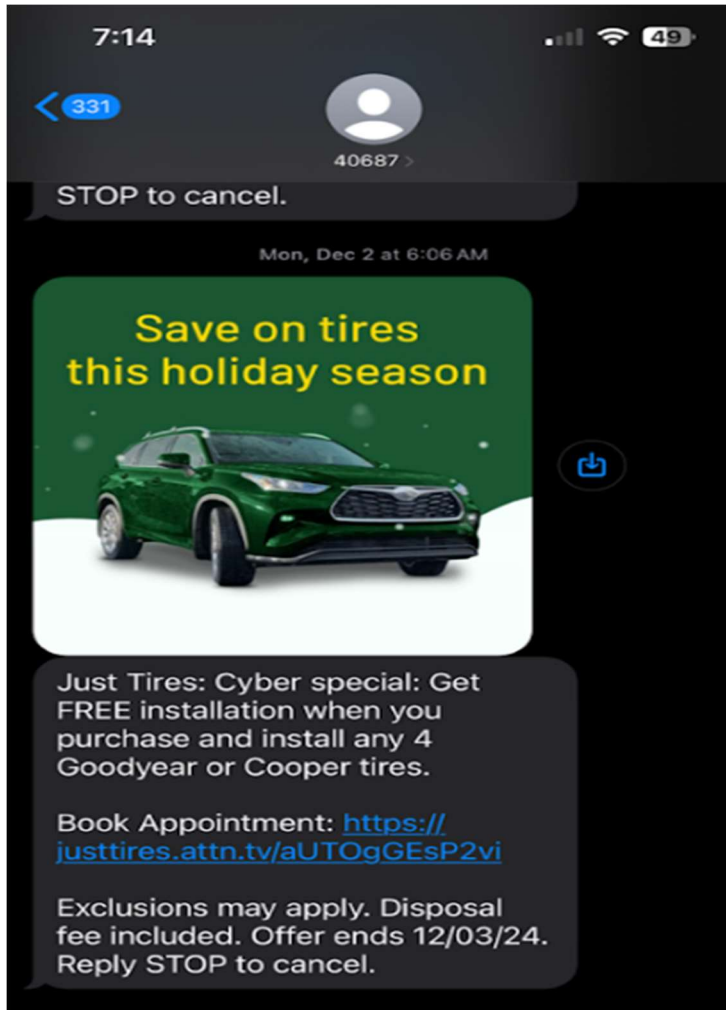 7:14
49
331
40687 >
STOP to cancel.
Mon, Dec 2 at 6:06 AM
Save on tires
this holiday season
Just Tires: Cyber special: Get
FREE installation when you
purchase and install any 4
Goodyear or Cooper tires.
Book Appointment: https://
justtires.attn.tv/aUTOgGEsP2vi
Exclusions may apply. Disposal
fee included. Offer ends 12/03/24.
Reply STOP to cancel.